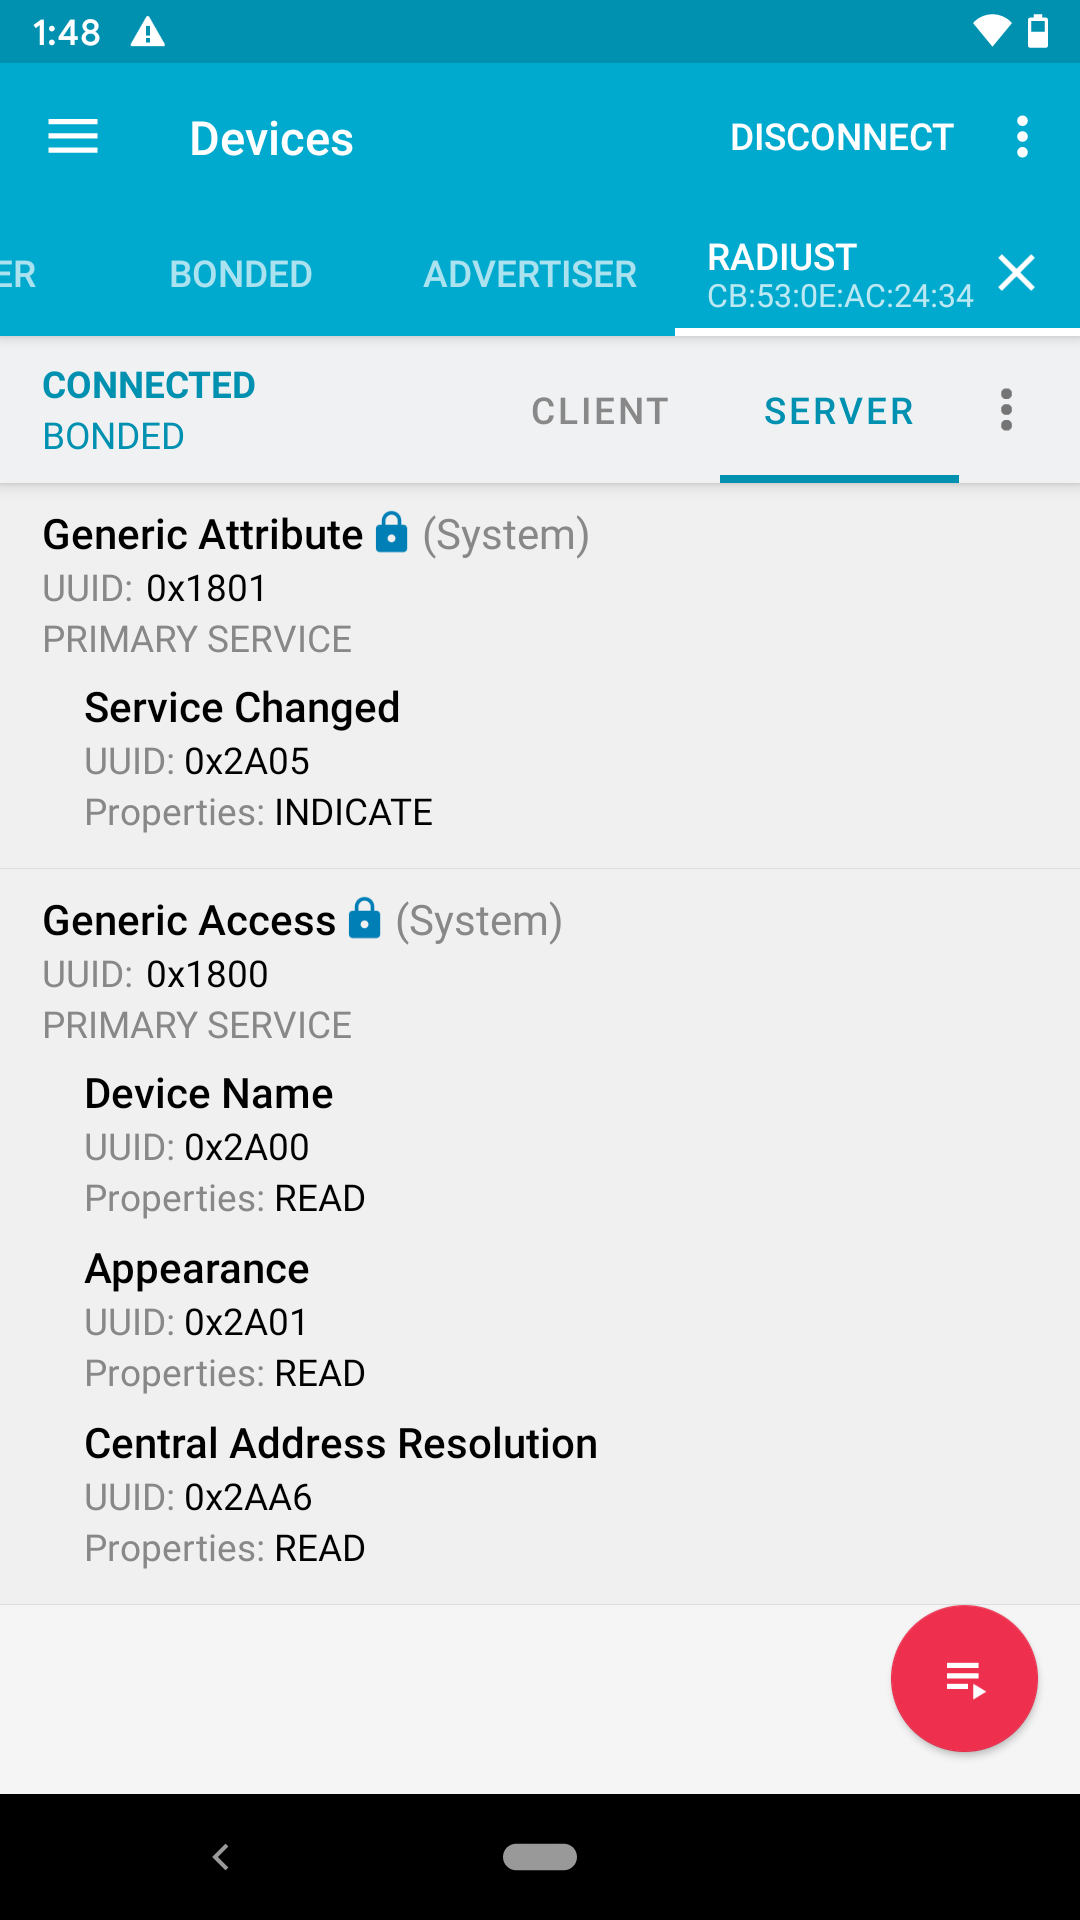 1:48
Devices
DISCONNECT
ER
BONDED
ADVERTISER
RADIUST
CB:53:0E:AC:24:34
CONNECTED
BONDED
CLIENT
SERVER
Generic Attribute (System)
UUID: 0x1801
PRIMARY SERVICE
Service Changed
UUID: 0x2A05
Properties: INDICATE
Generic Access (System)
UUID: 0x1800
PRIMARY SERVICE
Device Name
UUID: 0x2A00
Properties: READ
Appearance
UUID: 0x2A01
Properties: READ
Central Address Resolution
UUID: 0x2AA6
Properties: READ